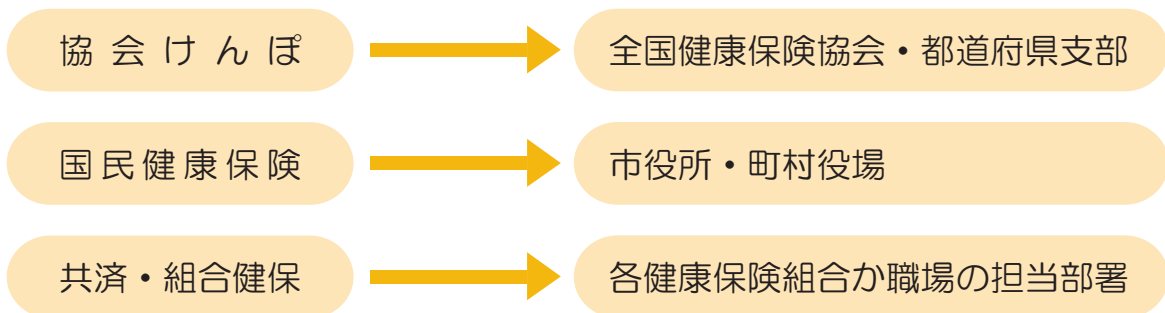 協会けんぽ
全国健康保険協会・都道府県支部
国民健康保険
市役所・町村役場
共済・組合健保
各健康保険組合か職場の担当部署